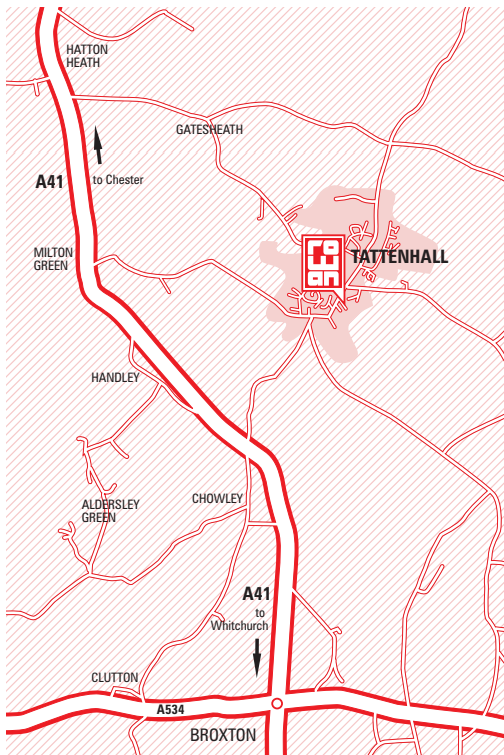 HATTON
HEATH
GATESHEATH
A41
to Chester
MILTON
GREEN
TATTENHALL
rowan
HANDLEY
ALDERSLEY
GREEN
CHOWLEY
A41
to
Whitchurch
CLUTTON
A534
BROXTON